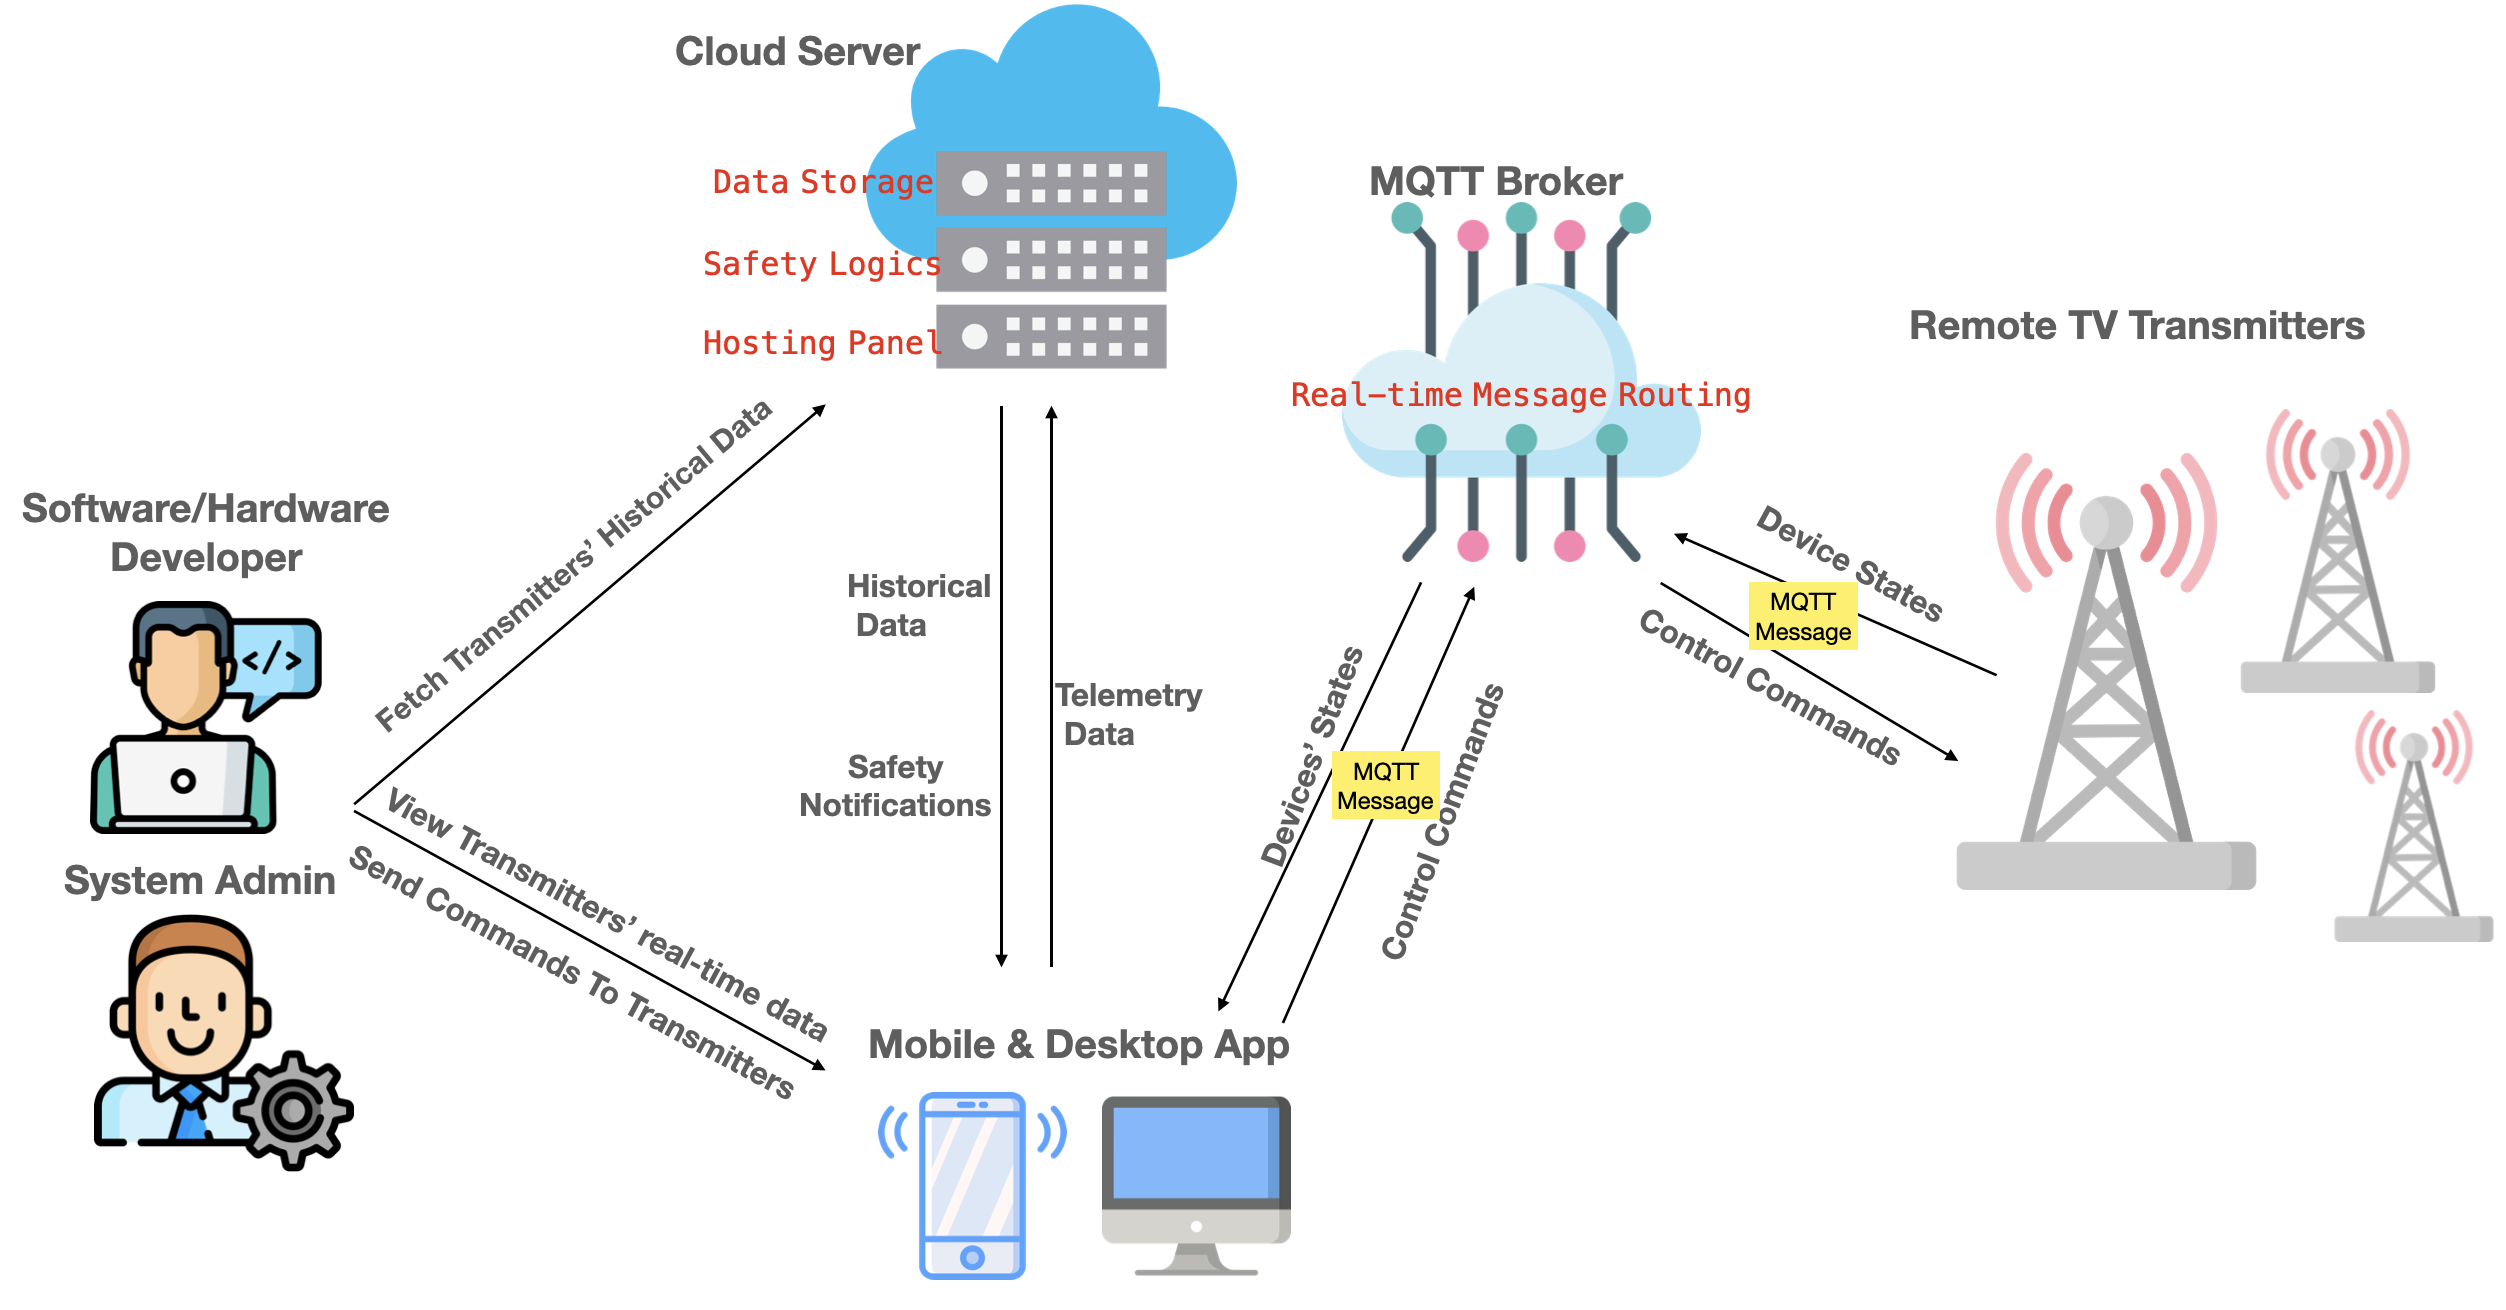 Cloud Server
Data Storage
Safety Logics
Hosting Panel
MQTT Broker
Real-time Message Routing
Remote TV Transmitters
Software/Hardware
Developer
System Admin
Fetch Transmitters’ Historical Data
View Transmitters’ real-time data
Send Commands To Transmitters
Historical
Data
Safety
Notifications
Telemetry
Data
Devices’ States
MQTT
Message
Control Commands
Device States
MQTT
Message
Control Commands
Mobile & Desktop App
</>